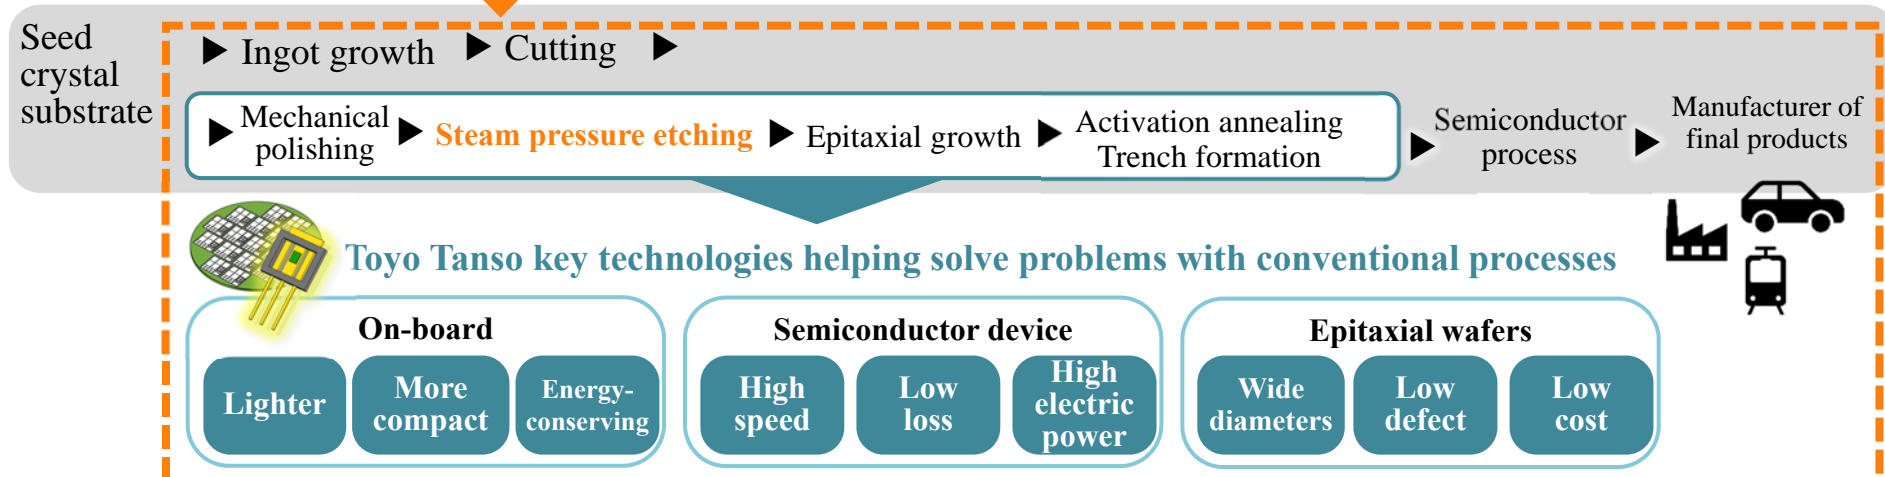 Seed
crystal
substrate
▶ Ingot growth ▶ Cutting ▶
▶ Mechanical
polishing
▶ Steam pressure etching
▶ Epitaxial growth
▶ Activation annealing
Trench formation
▶ Semiconductor
process
▶ Manufacturer of
final products
Toyo Tanso key technologies helping solve problems with conventional processes
On-board
Lighter
More
compact
Energy-
conserving
Semiconductor device
High
speed
Low
loss
High
electric
power
Epitaxial wafers
Wide
diameters
Low
defect
Low
cost